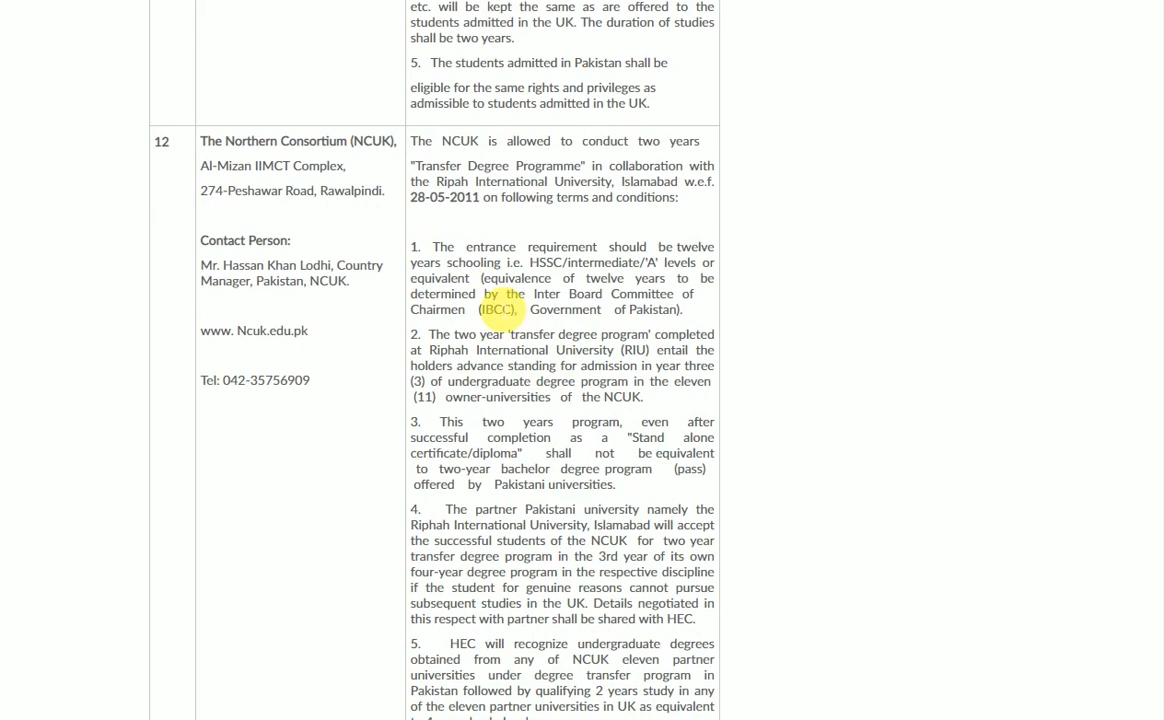 etc. will be kept the same as are offered to the
students admitted in the UK. The duration of studies
shall be two years.
5. The students admitted in Pakistan shall be
eligible for the same rights and privileges as
admissible to students admitted in the UK.
12
The Northern Consortium (NCUK),
Al-Mizan IIMCT Complex,
274-Peshawar Road, Rawalpindi.
Contact Person:
Mr. Hassan Khan Lodhi, Country
Manager, Pakistan, NCUK.
www. Ncuk.edu.pk
Tel: 042-35756909
The NCUK is allowed to conduct two years
"Transfer Degree Programme" in collaboration with
the Ripah International University, Islamabad w.e.f.
28-05-2011 on following terms and conditions:
1. The entrance requirement should be twelve
years schooling i.e. HSSC/intermediate/'A' levels or
equivalent (equivalence of twelve years to be
determined by the Inter Board Committee of
Chairmen (IBCC), Government of Pakistan).
2. The two year 'transfer degree program' completed
at Riphah International University (RIU) entail the
holders advance standing for admission in year three
(3) of undergraduate degree program in the eleven
(11) owner-universities of the NCUK.
3. This two years program, even after
successful completion as a "Stand alone
certificate/diploma" shall not be equivalent
to two-year bachelor degree program (pass)
offered by Pakistani universities.
4. The partner Pakistani university namely the
Riphah International University, Islamabad will accept
the successful students of the NCUK for two year
transfer degree program in the 3rd year of its own
four-year degree program in the respective discipline
if the student for genuine reasons cannot pursue
subsequent studies in the UK. Details negotiated in
this respect with partner shall be shared with HEC.
5. HEC will recognize undergraduate degrees
obtained from any of NCUK eleven partner
universities under degree transfer program in
Pakistan followed by qualifying 2 years study in any
of the eleven partner universities in UK as equivalent